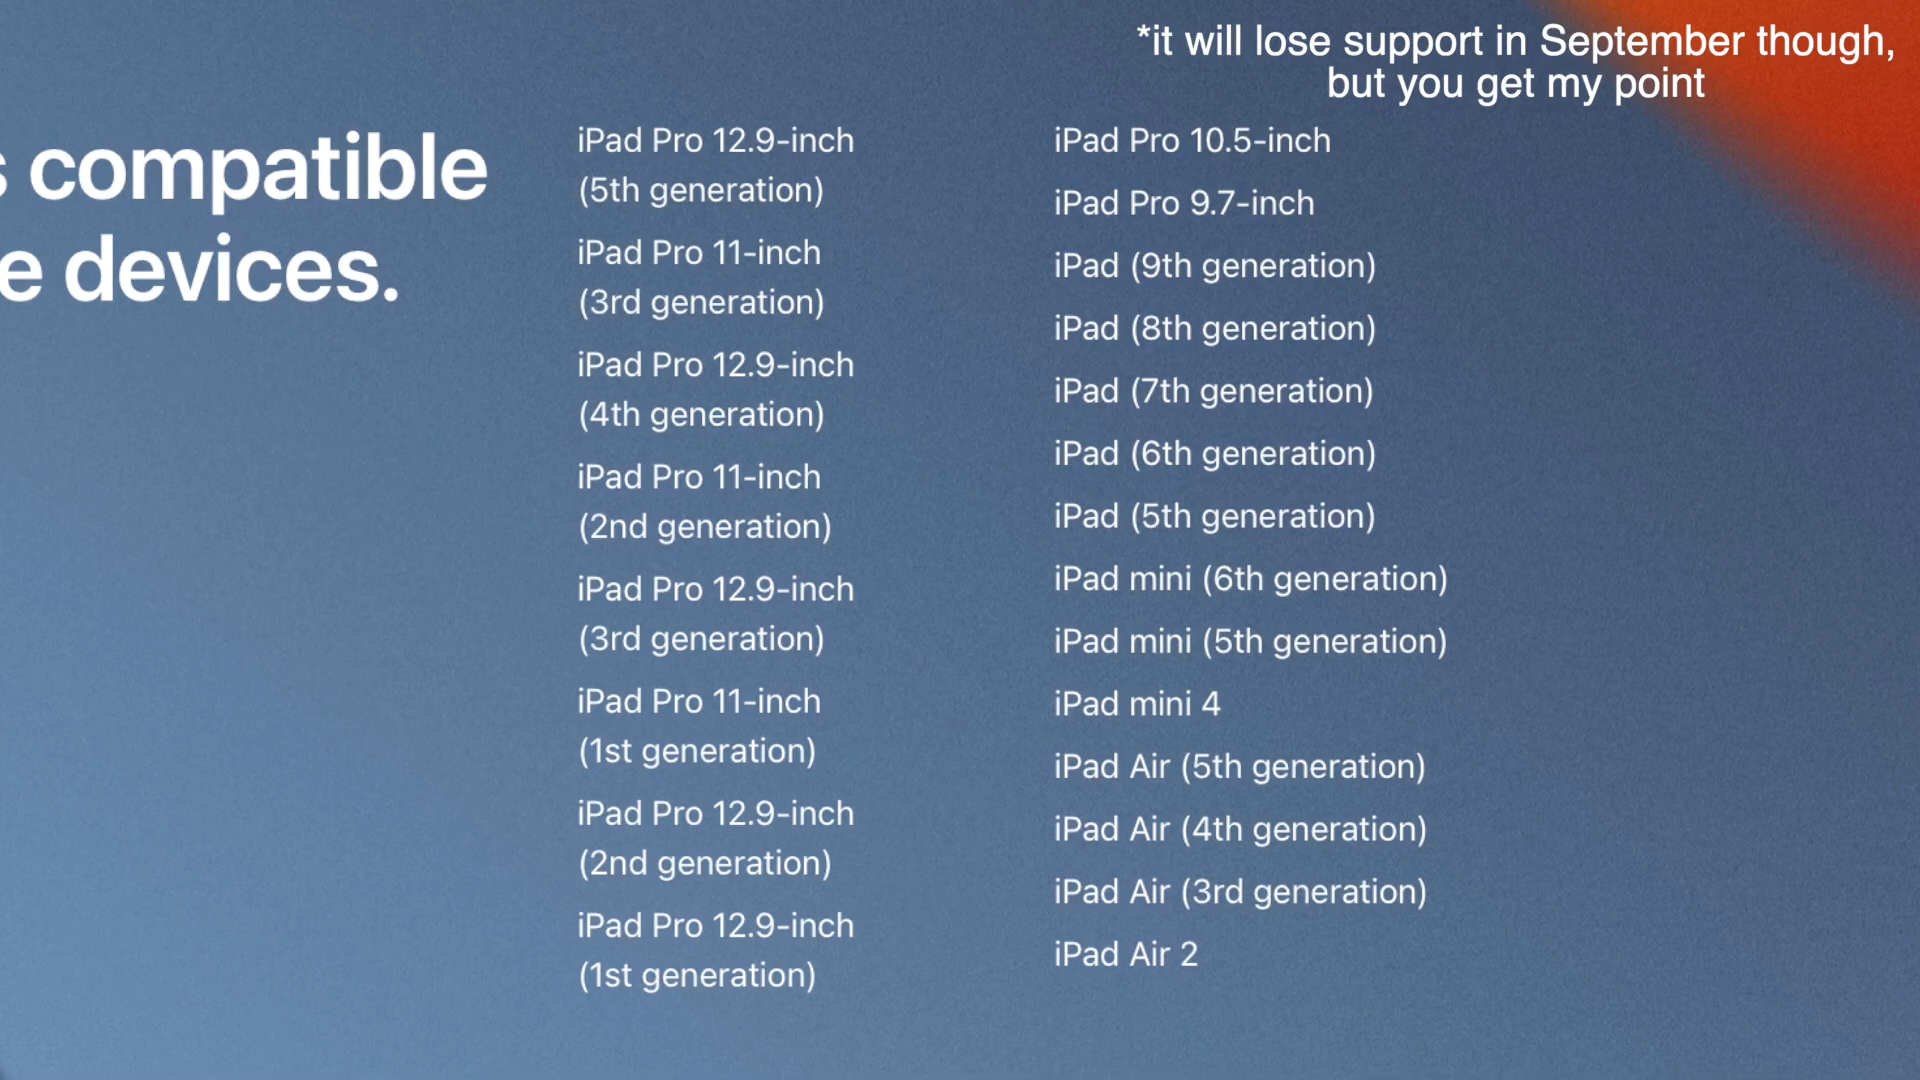 *it will lose support in September though,
but you get my point
s compatible
e devices.
iPad Pro 12.9-inch
(5th generation)
iPad Pro 11-inch
(3rd generation)
iPad Pro 12.9-inch
(4th generation)
iPad Pro 11-inch
(2nd generation)
iPad Pro 12.9-inch
(3rd generation)
iPad Pro 11-inch
(1st generation)
iPad Pro 12.9-inch
(2nd generation)
iPad Pro 12.9-inch
(1st generation)
iPad Pro 10.5-inch
iPad Pro 9.7-inch
iPad (9th generation)
iPad (8th generation)
iPad (7th generation)
iPad (6th generation)
iPad (5th generation)
iPad mini (6th generation)
iPad mini (5th generation)
iPad mini 4
iPad Air (5th generation)
iPad Air (4th generation)
iPad Air (3rd generation)
iPad Air 2